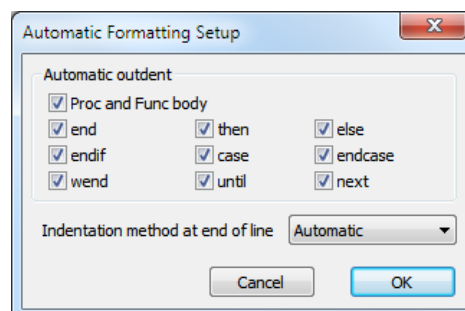 Automatic Formatting Setup
Automatic outdent
Proc and Func body
end then else
endif case endcase
wend until next
Indentation method at end of line Automatic
Cancel OK